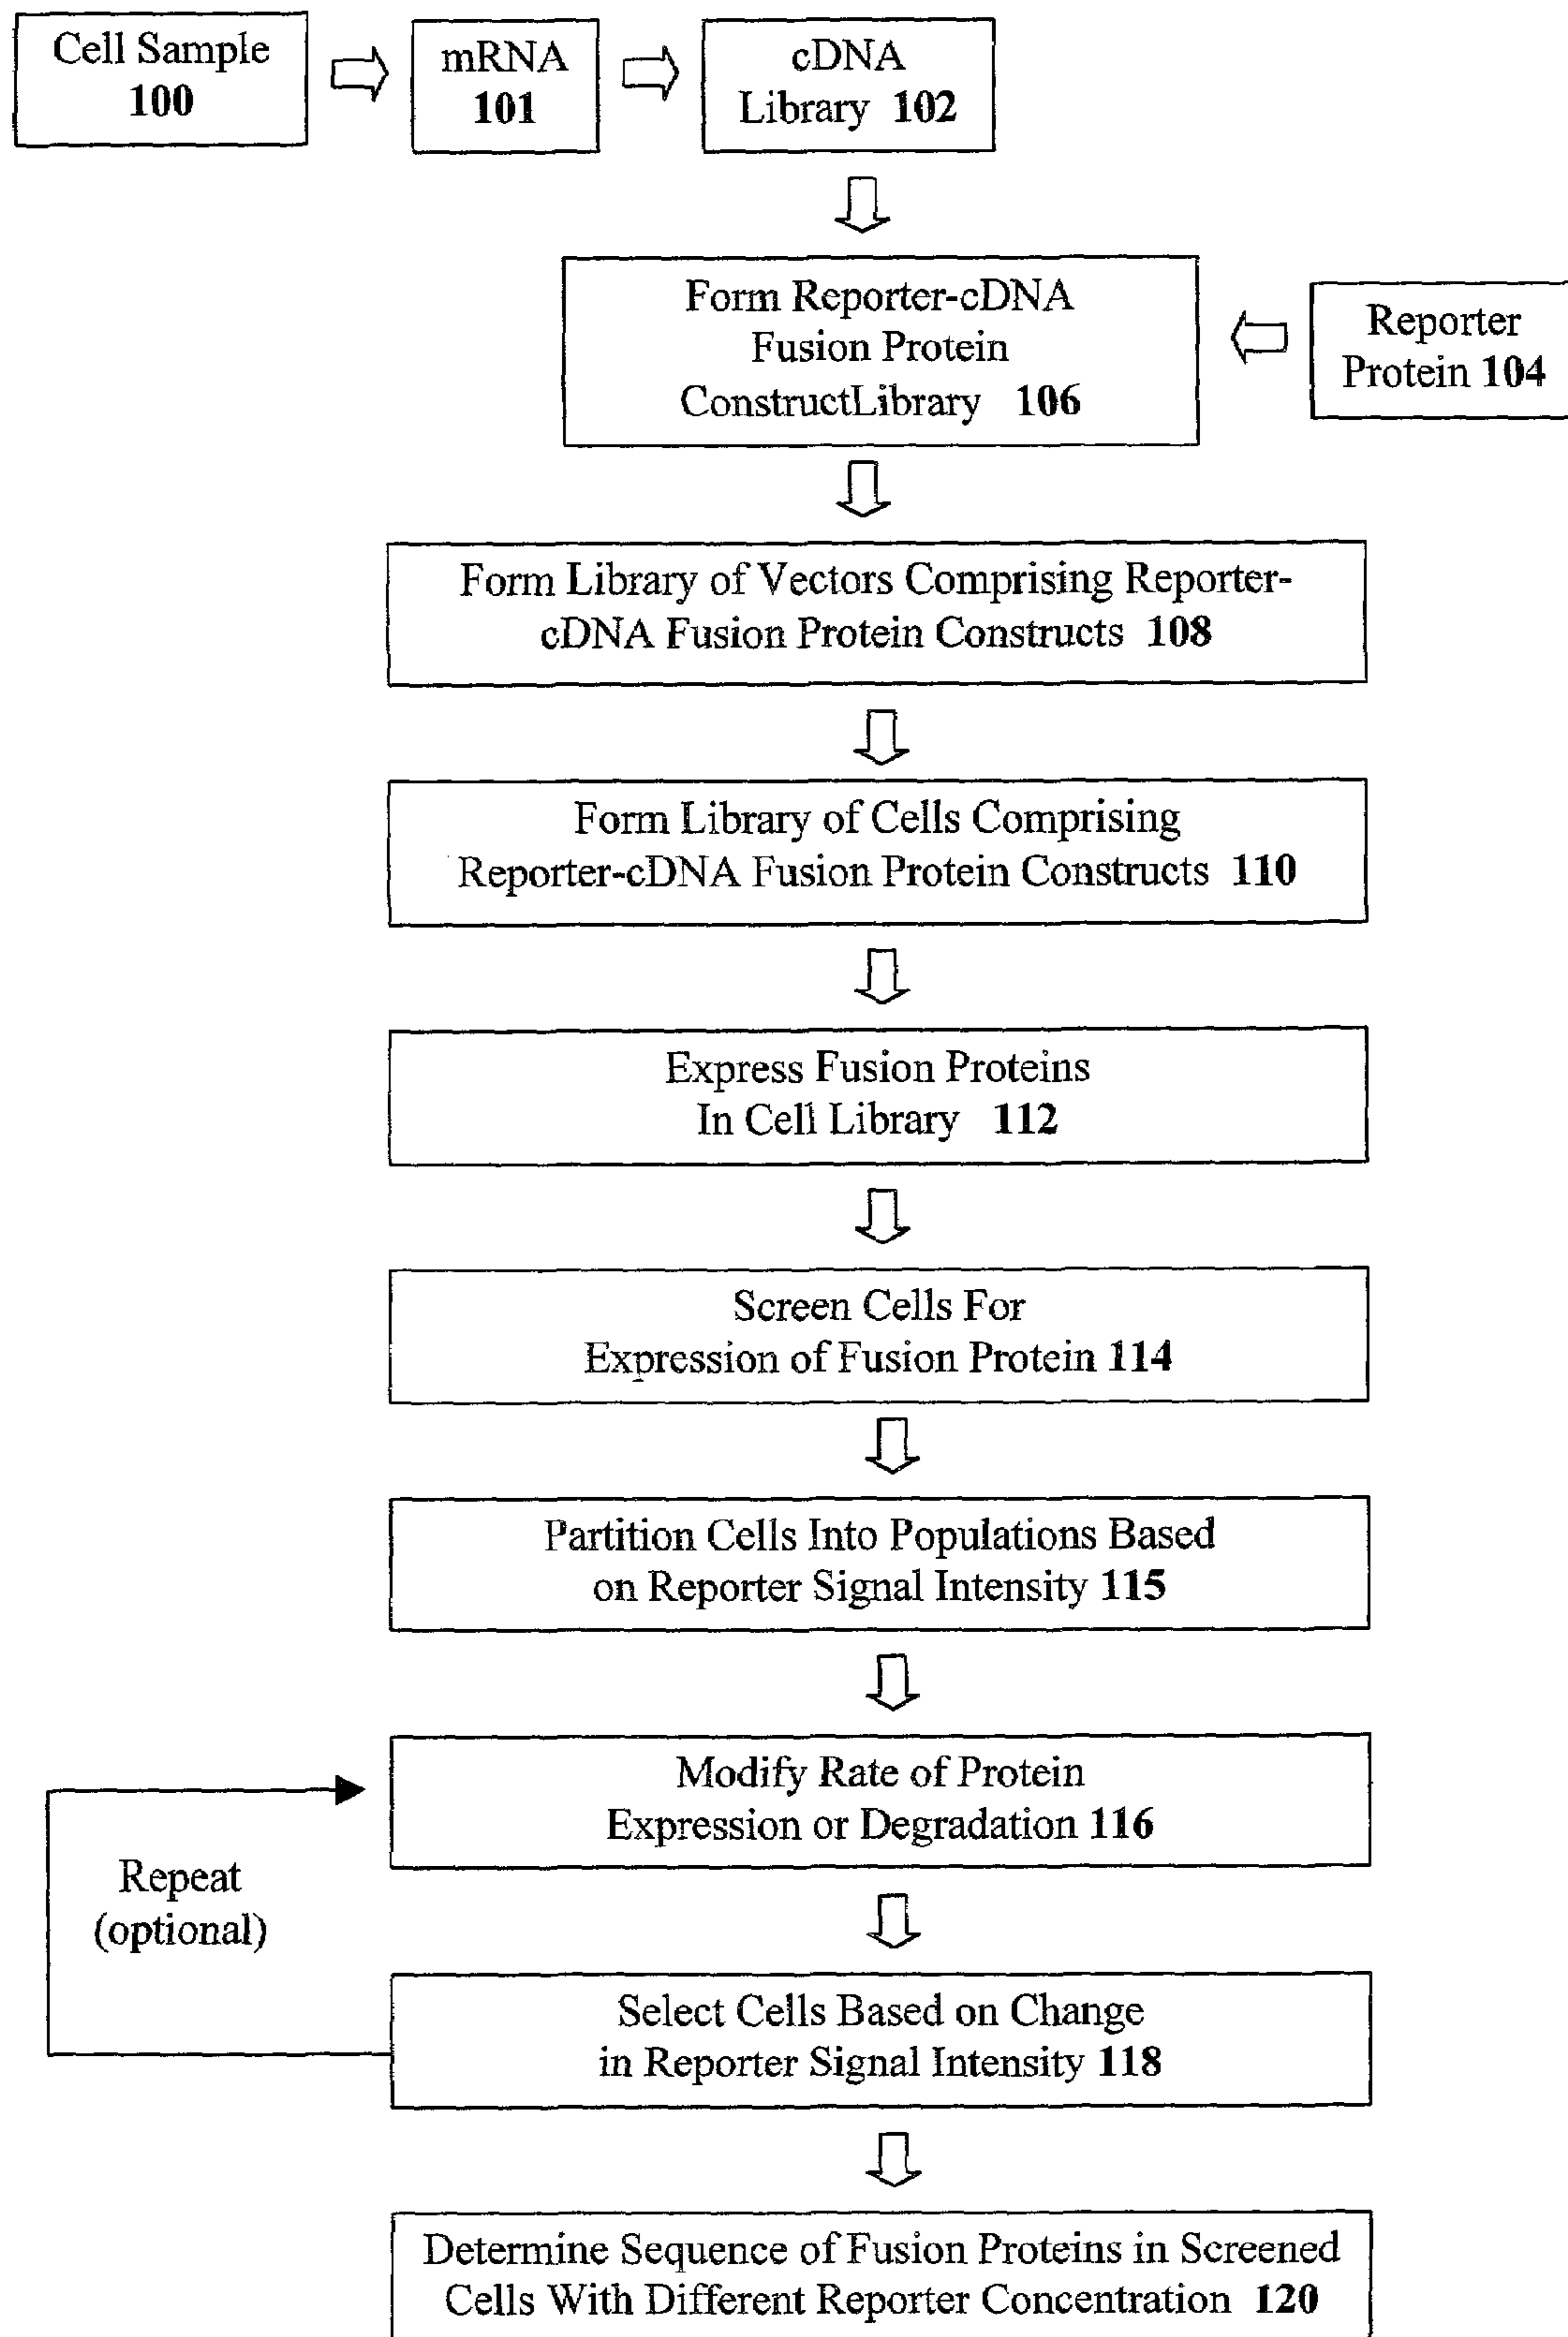 Cell Sample
100
mRNA
101
cDNA
Library 102
Form Reporter-cDNA
Fusion Protein
ConstructLibrary 106
Reporter
Protein 104
Form Library of Vectors Comprising Reporter-
cDNA Fusion Protein Constructs 108
Form Library of Cells Comprising
Reporter-cDNA Fusion Protein Constructs 110
Express Fusion Proteins
In Cell Library 112
Screen Cells For
Expression of Fusion Protein 114
Partition Cells Into Populations Based
on Reporter Signal Intensity 115
Modify Rate of Protein
Expression or Degradation 116
Repeat
(optional)
Select Cells Based on Change
in Reporter Signal Intensity 118
Determine Sequence of Fusion Proteins in Screened
Cells With Different Reporter Concentration 120